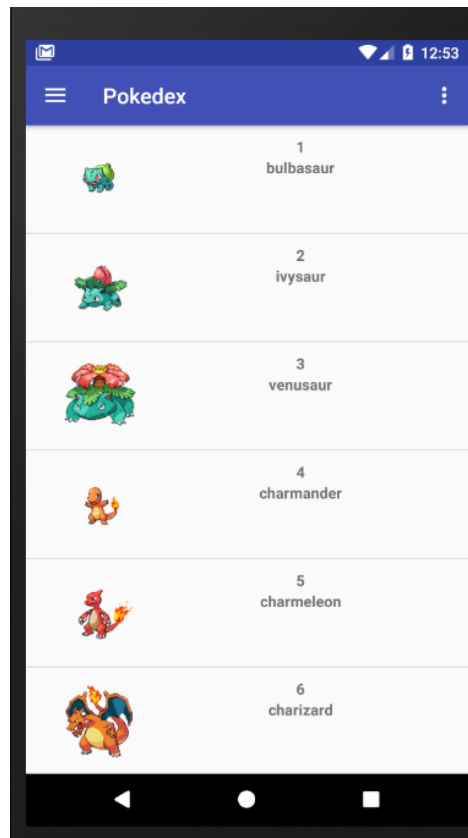 12:53
Pokedex
1
bulbasaur
2
ivysaur
3
venusaur
4
charmander
5
charmeleon
6
charizard